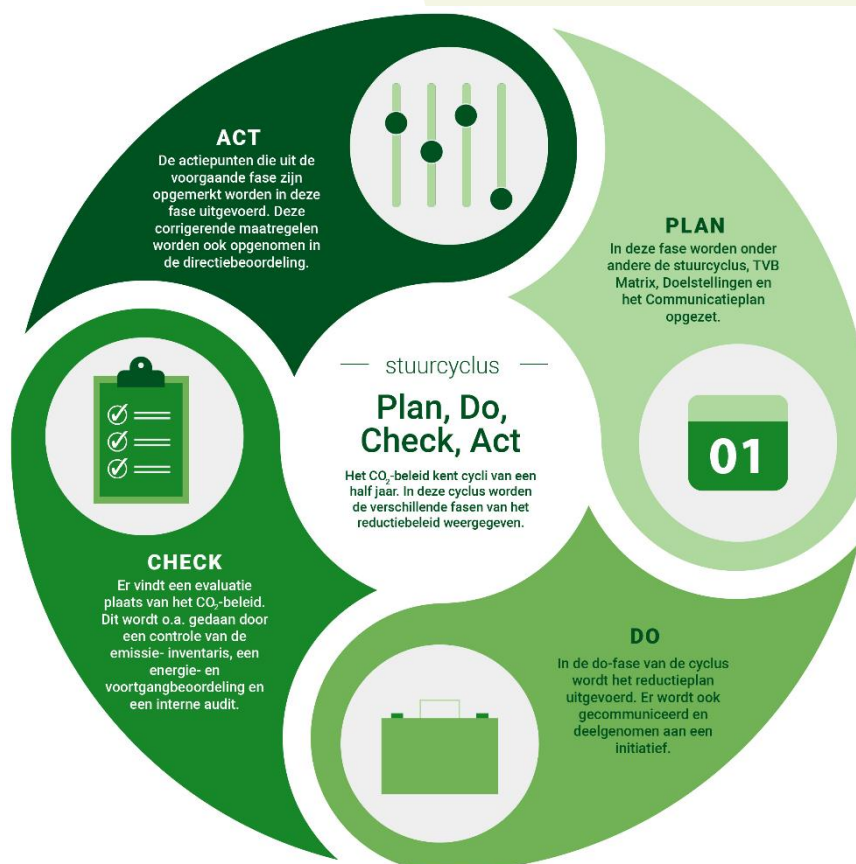 stuurcyclus
Plan, Do,
Check, Act
Het CO₂-beleid kent cycli van een
half jaar. In deze cyclus worden
de verschillende fasen van het
reductiebeleid weergegeven.
PLAN
In deze fase worden onder
andere de stuurcyclus, TVB
Matrix, Doelstellingen en
het Communicatieplan
opgezet.
01
DO
In de do-fase van de cyclus
wordt het reductieplan
uitgevoerd. Er wordt ook
gecommuniceerd en
deelgenomen aan een
initiatief.
CHECK
Er vindt een evaluatie
plaats van het CO₂-beleid.
Dit wordt o.a. gedaan door
een controle van de
emissie- inventaris, een
energie- en
voortgangbeoordeling en
een interne audit.
ACT
De actiepunten die uit de
voorgaande fase zijn
opgemerkt worden in deze
fase uitgevoerd. Deze
corrigerende maatregelen
worden ook opgenomen in
de directiebeoordeling.